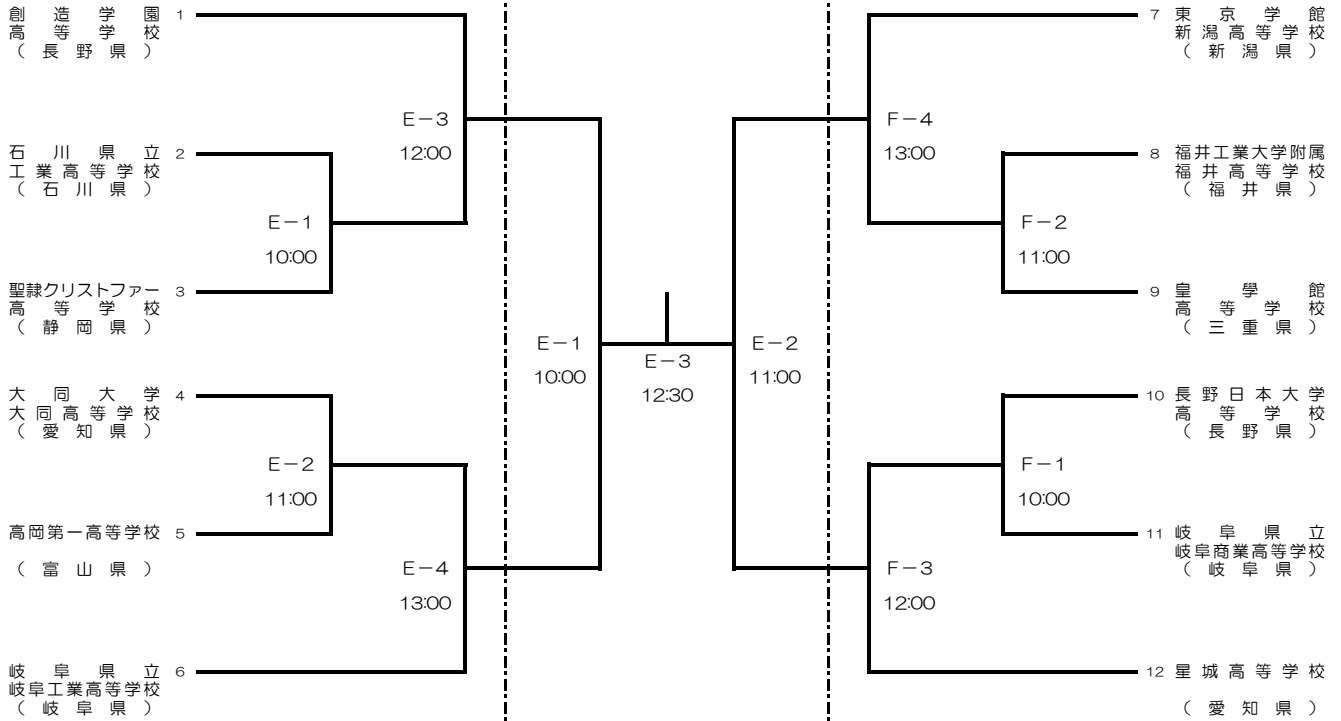 創造学園 1
高等学校
(長野県)
E-3
12:00
石川県立 2
工業高等学校
(石川県)
E-1
10:00
聖隷クリストファー 3
高等学校
(静岡県)
大同大学 4
大同高等学校
(愛知県)
E-2
11:00
高岡第一高等学校 5
(富山県)
E-4
13:00
岐阜県立 6
岐阜工業高等学校
(岐阜県)
E-1
10:00
E-3
12:30
E-2
11:00
7 東京学館
新潟高等学校
(新潟県)
F-4
13:00
8 福井工業大学附属
福井高等学校
(福井県)
F-2
11:00
9 皇學館
高等学校
(三重県)
10 長野日本大学
高等学校
(長野県)
F-1
10:00
11 岐阜県立
岐阜商業高等学校
(岐阜県)
F-3
12:00
12 星城高等学校
(愛知県)